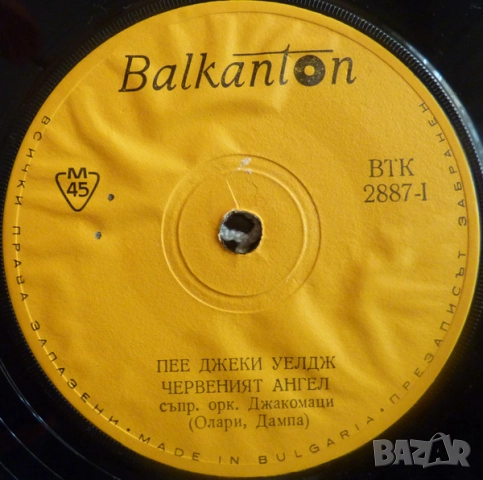 Balkanton
M
45
ВТК
2887-I
ПЕЕ ДЖЕКИ УЕЛДЖ
ЧЕРВЕНИЯТ АНГЕЛ
съпр. орк. Джакомаци
(Олари, Дампа)
ВСИЧКИ ПРАВА ЗАПАЗЕНИ • MADE IN BULGARIA • ПРЕЗАПИСЪТ ЗАБРАНЕН
BAZAR